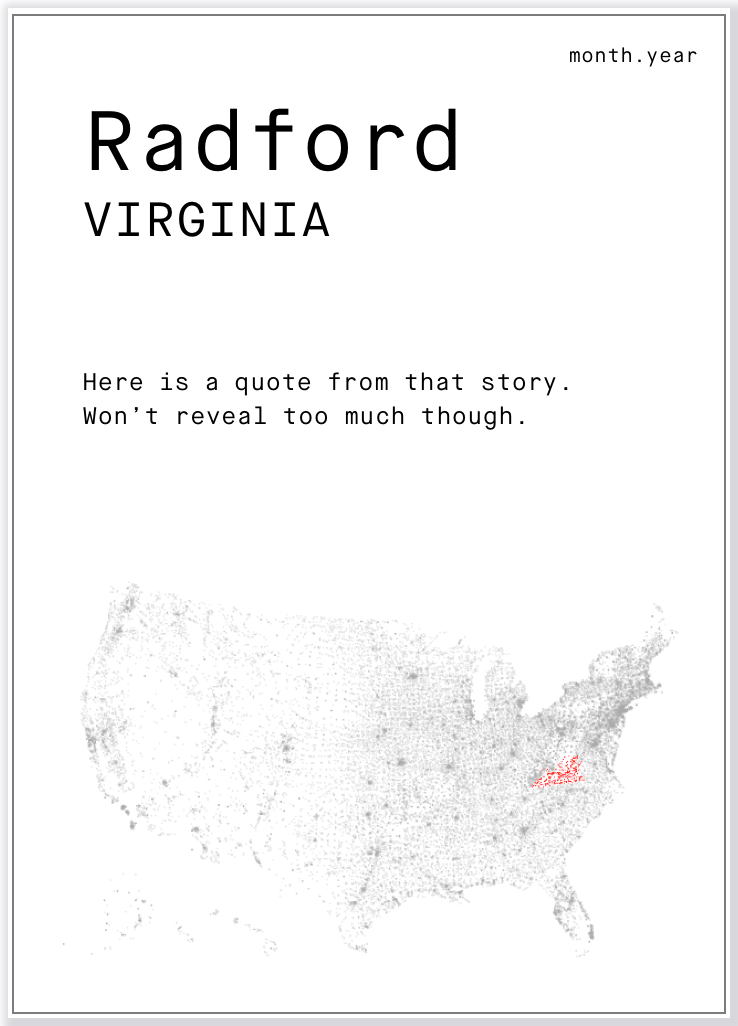 month.year
Radford
VIRGINIA
Here is a quote from that story.
Won’t reveal too much though.